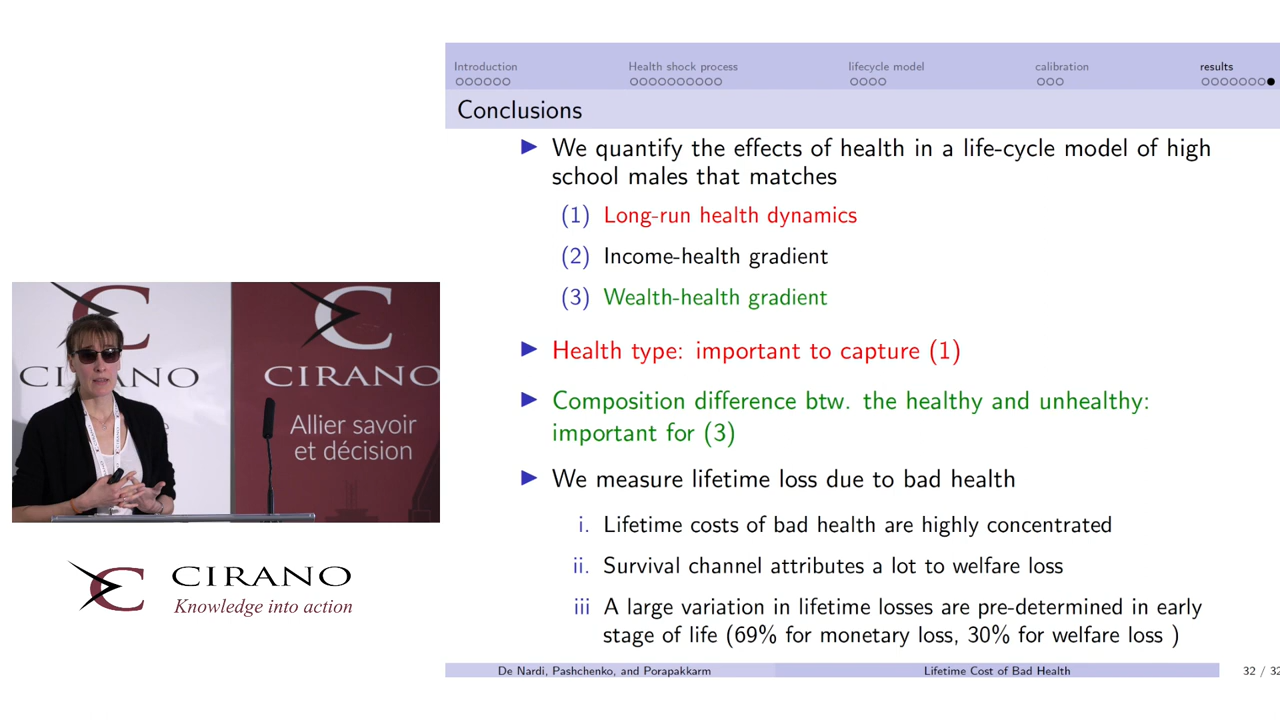 Introduction
Health shock process
lifecycle model
calibration
results
Conclusions
We quantify the effects of health in a life-cycle model of high
school males that matches
(1) Long-run health dynamics
(2) Income-health gradient
(3) Wealth-health gradient
Health type: important to capture (1)
Composition difference btw. the healthy and unhealthy:
important for (3)
We measure lifetime loss due to bad health
i. Lifetime costs of bad health are highly concentrated
ii. Survival channel attributes a lot to welfare loss
iii A large variation in lifetime losses are pre-determined in early
stage of life (69% for monetary loss, 30% for welfare loss )
De Nardi, Pashchenko, and Porapakkarm
Lifetime Cost of Bad Health
32 / 32
CIRANO
CIRANO
Allier savoir
et décision
CIRANO
Knowledge into action